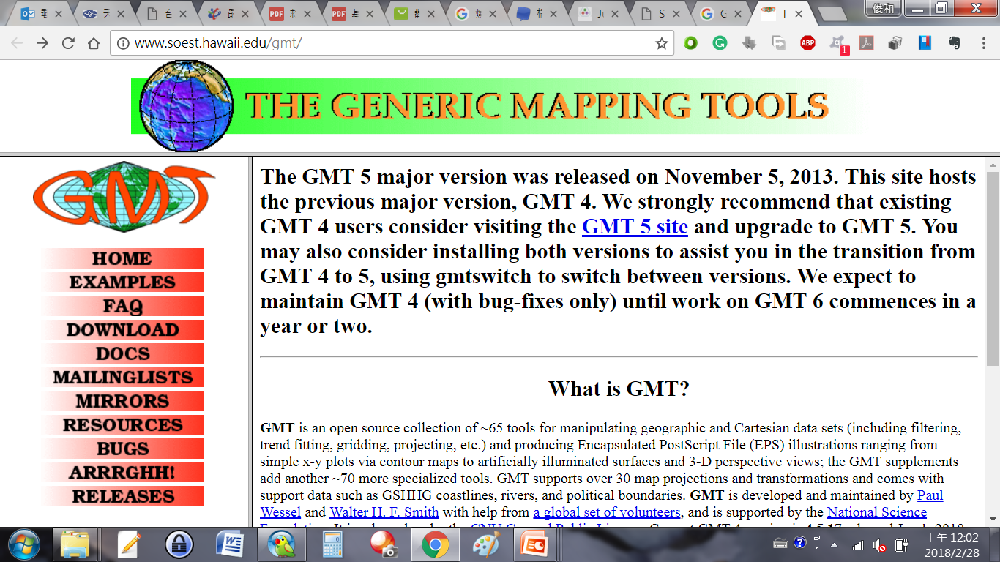 俊和
www.soest.hawaii.edu/gmt/
ABP
1
THE GENERIC MAPPING TOOLS
GMT
HOME
EXAMPLES
FAQ
DOWNLOAD
DOCS
MAILINGLISTS
MIRRORS
RESOURCES
BUGS
ARRRGHH!
RELEASES
The GMT 5 major version was released on November 5, 2013. This site hosts
the previous major version, GMT 4. We strongly recommend that existing
GMT 4 users consider visiting the GMT 5 site and upgrade to GMT 5. You
may also consider installing both versions to assist you in the transition from
GMT 4 to 5, using gmtswitch to switch between versions. We expect to
maintain GMT 4 (with bug-fixes only) until work on GMT 6 commences in a
year or two.
What is GMT?
GMT is an open source collection of ~65 tools for manipulating geographic and Cartesian data sets (including filtering,
trend fitting, gridding, projecting, etc.) and producing Encapsulated PostScript File (EPS) illustrations ranging from
simple x-y plots via contour maps to artificially illuminated surfaces and 3-D perspective views; the GMT supplements
add another ~70 more specialized tools. GMT supports over 30 map projections and transformations and comes with
support data such as GSHHG coastlines, rivers, and political boundaries. GMT is developed and maintained by Paul
Wessel and Walter H. F. Smith with help from a global set of volunteers, and is supported by the National Science
上午 12:02
2018/2/28